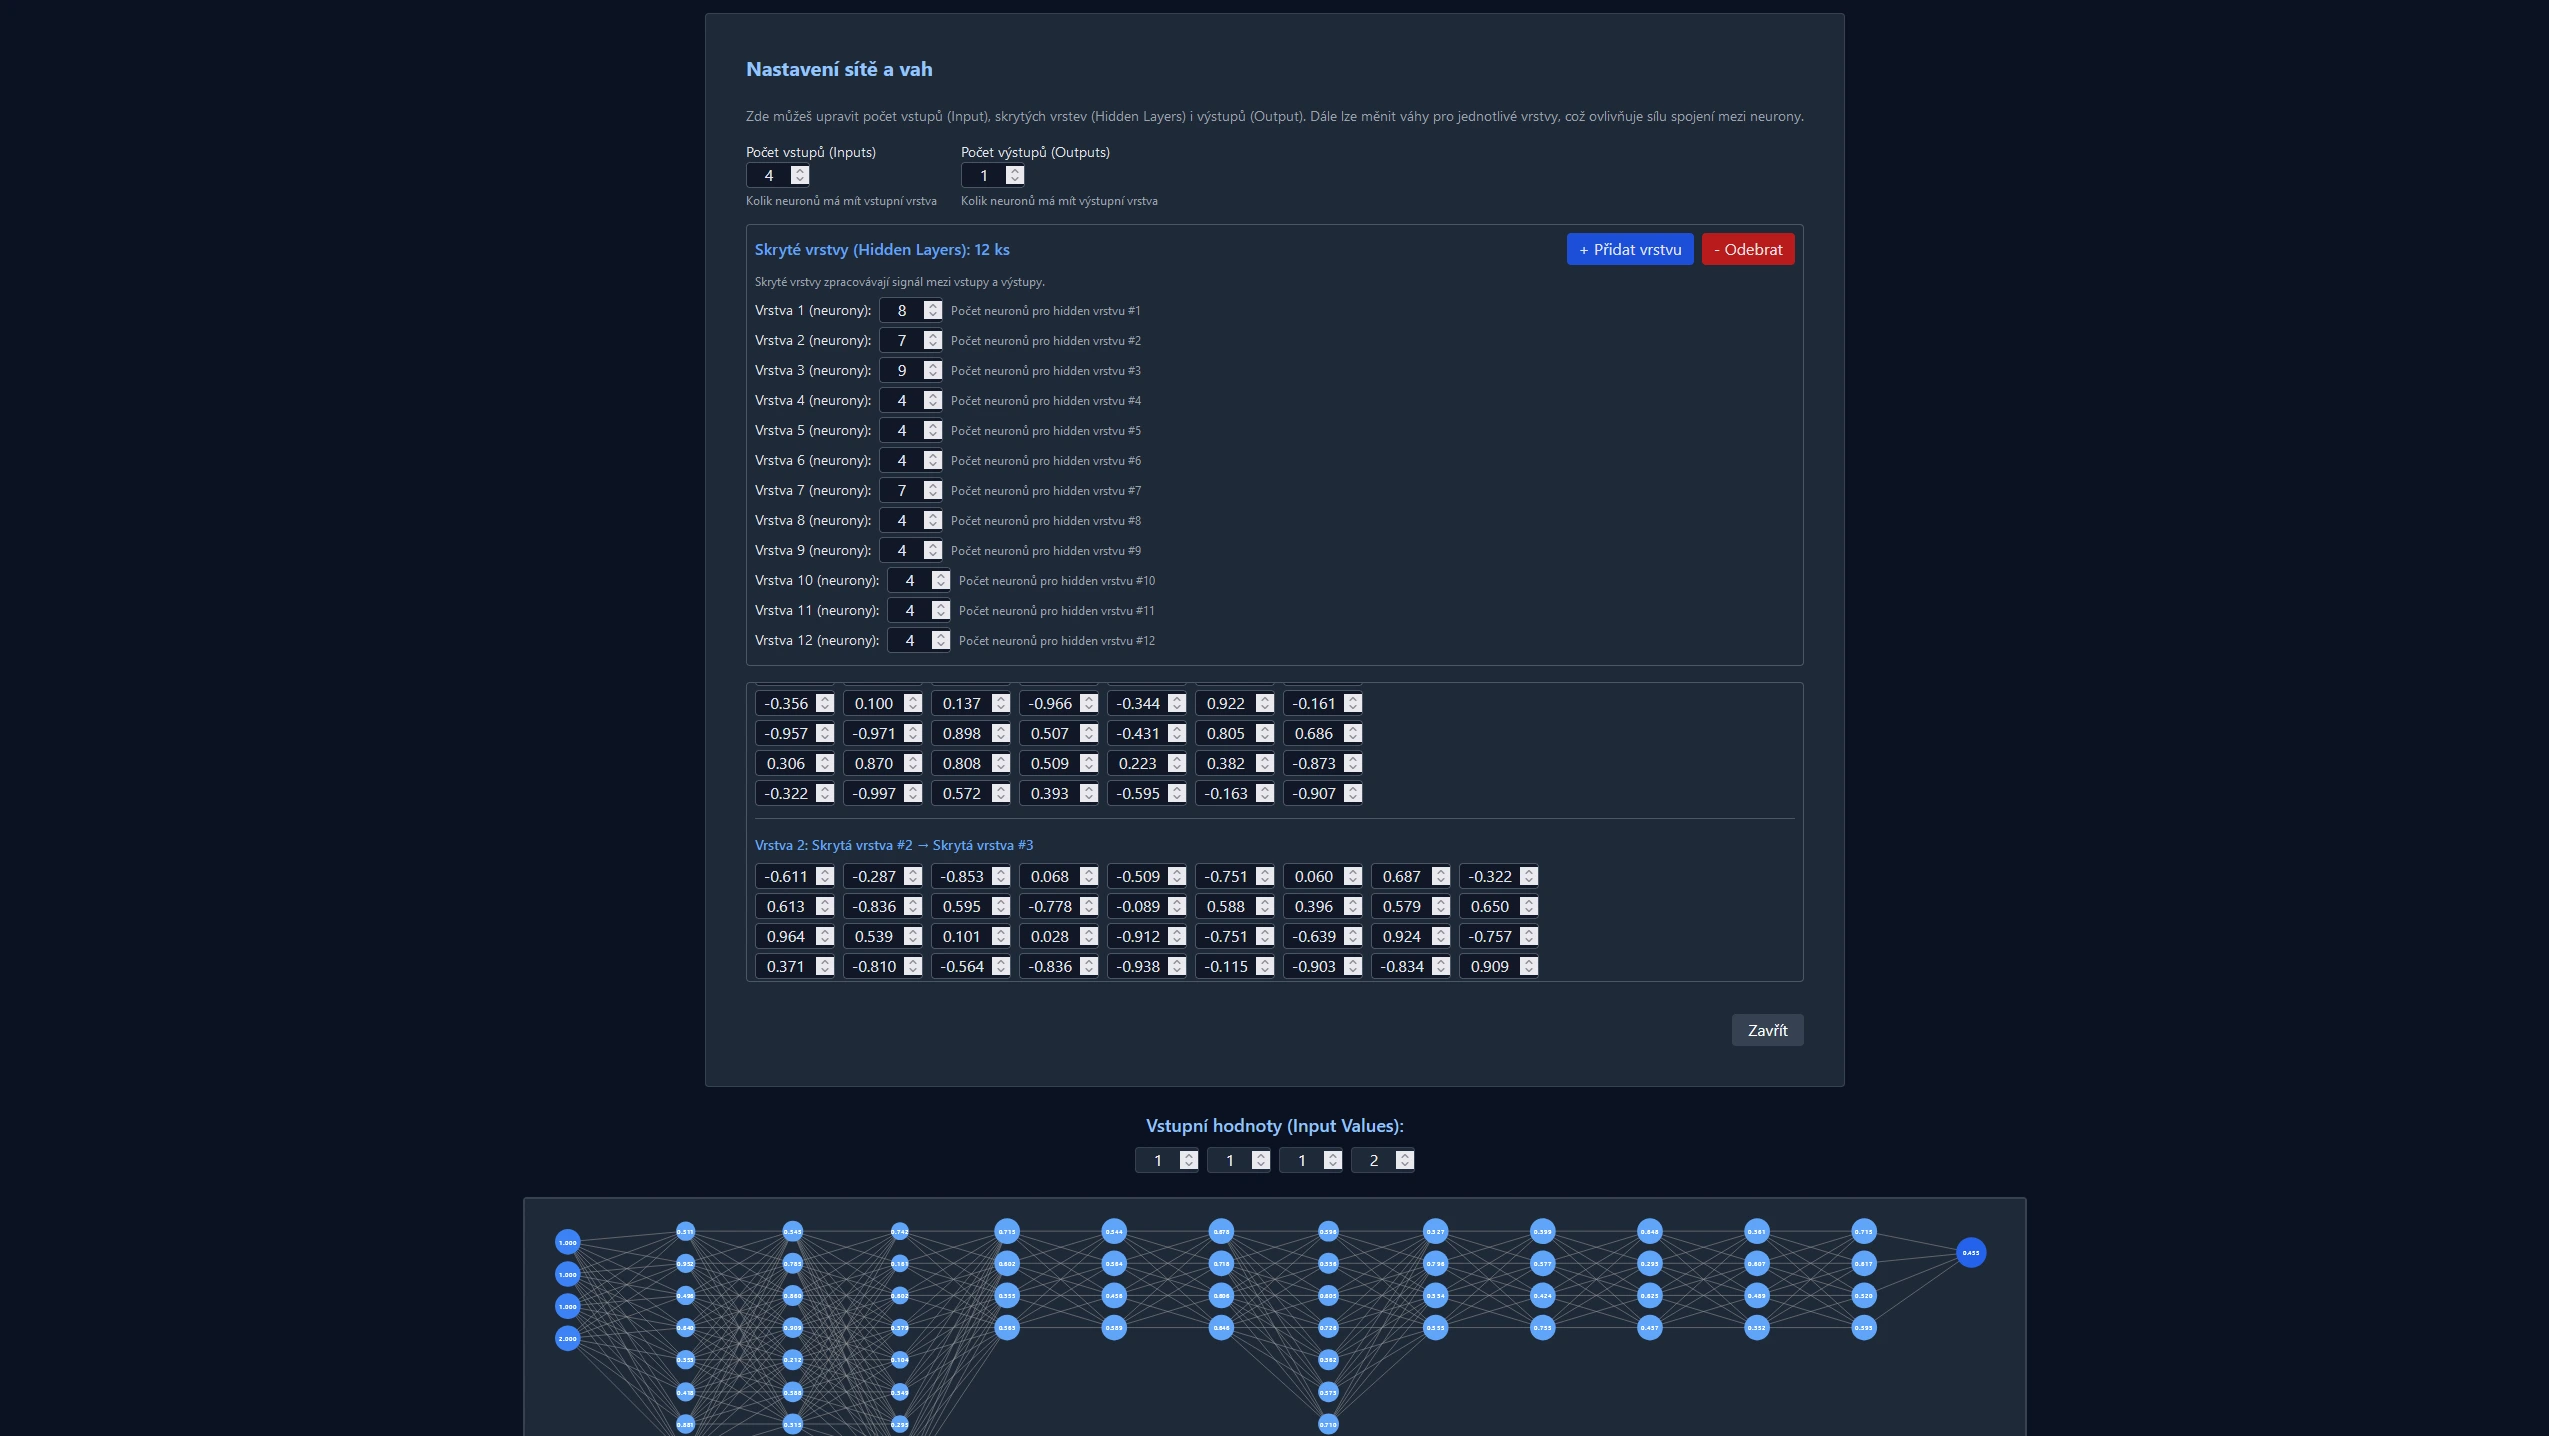 Nastavení sítě a vah
Zde můžeš upravit počet vstupů (Input), skrytých vrstev (Hidden Layers) i výstupů (Output). Dále lze měnit váhy pro jednotlivé vrstvy, což ovlivňuje sílu spojení mezi neurony.
Počet vstupů (Inputs) Počet výstupů (Outputs)
4 1
Kolik neuronů má mít vstupní vrstva Kolik neuronů má mít výstupní vrstva
Skryté vrstvy (Hidden Layers): 12 ks + Přidat vrstvu - Odebrat
Skryté vrstvy zpracovávají signál mezi vstupy a výstupy.
Vrstva 1 (neurony): 8 Počet neuronů pro hidden vrstvu #1
Vrstva 2 (neurony): 7 Počet neuronů pro hidden vrstvu #2
Vrstva 3 (neurony): 9 Počet neuronů pro hidden vrstvu #3
Vrstva 4 (neurony): 4 Počet neuronů pro hidden vrstvu #4
Vrstva 5 (neurony): 4 Počet neuronů pro hidden vrstvu #5
Vrstva 6 (neurony): 4 Počet neuronů pro hidden vrstvu #6
Vrstva 7 (neurony): 7 Počet neuronů pro hidden vrstvu #7
Vrstva 8 (neurony): 4 Počet neuronů pro hidden vrstvu #8
Vrstva 9 (neurony): 4 Počet neuronů pro hidden vrstvu #9
Vrstva 10 (neurony): 4 Počet neuronů pro hidden vrstvu #10
Vrstva 11 (neurony): 4 Počet neuronů pro hidden vrstvu #11
Vrstva 12 (neurony): 4 Počet neuronů pro hidden vrstvu #12
-0.356 0.100 0.137 -0.966 -0.344 0.922 -0.161
-0.957 -0.971 0.898 0.507 -0.431 0.805 0.686
0.306 0.870 0.808 0.509 0.223 0.382 -0.873
-0.322 -0.997 0.572 0.393 -0.595 -0.163 -0.907
Vrstva 2: Skrytá vrstva #2 → Skrytá vrstva #3
-0.611 -0.287 -0.853 0.068 -0.509 -0.751 0.060 0.687 -0.322
0.613 -0.836 0.595 -0.778 -0.089 0.588 0.396 0.579 0.650
0.964 0.539 0.101 0.028 -0.912 -0.751 -0.639 0.924 -0.757
0.371 -0.810 -0.564 -0.836 -0.938 -0.115 -0.903 -0.834 0.909
Zavřít
Vstupní hodnoty (Input Values):
1 1 1 2
1.000
1.000
1.000
2.000